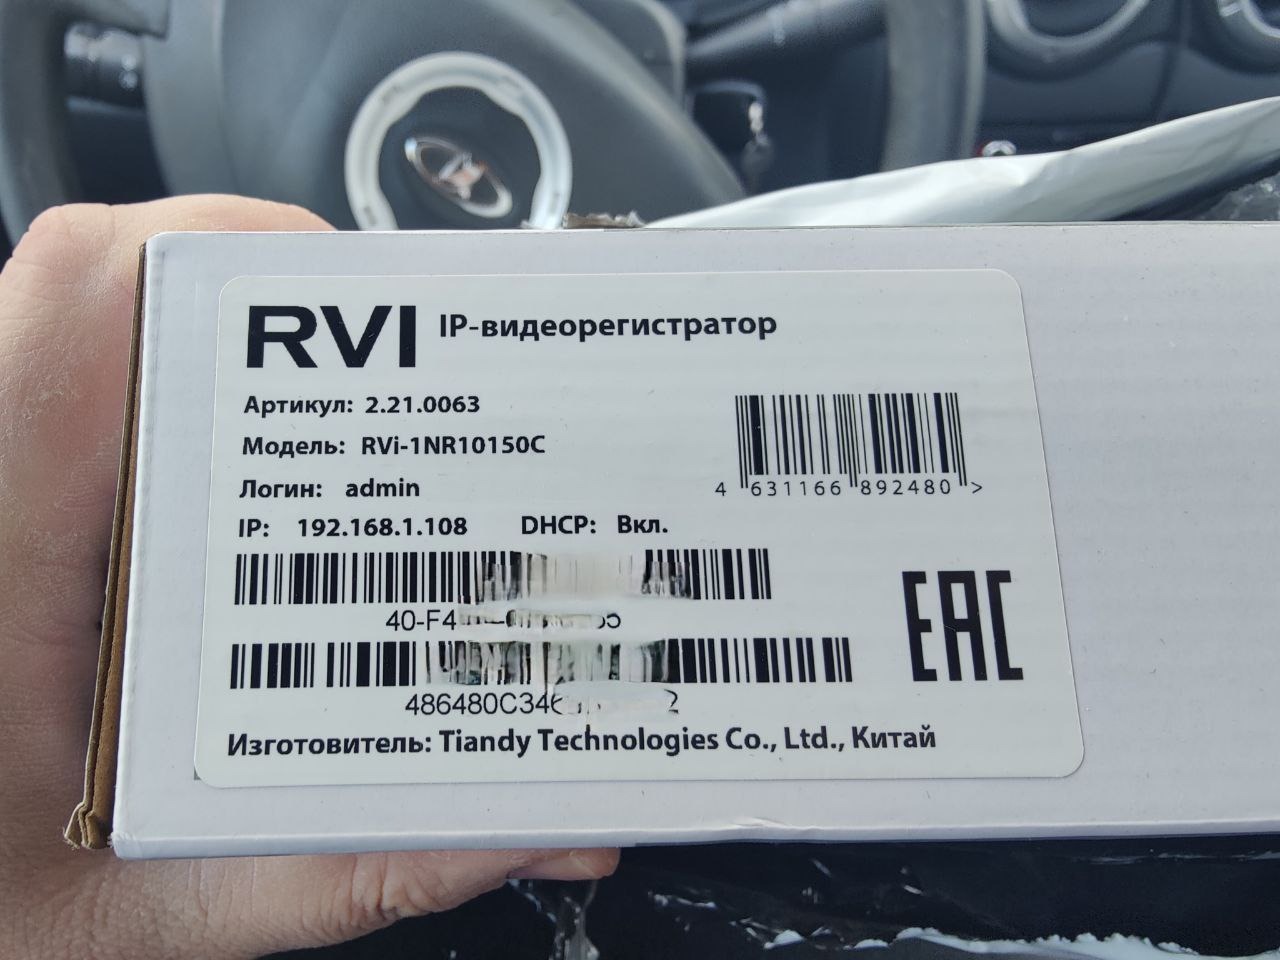 RVI IP-видеорегистратор
Артикул: 2.21.0063
Модель: RVi-1NR10150C
Логин: admin
4 631166 892480 >
IP: 192.168.1.108 DHCP: Вкл.
EAC
Изготовитель: Tiandy Technologies Co., Ltd., Китай